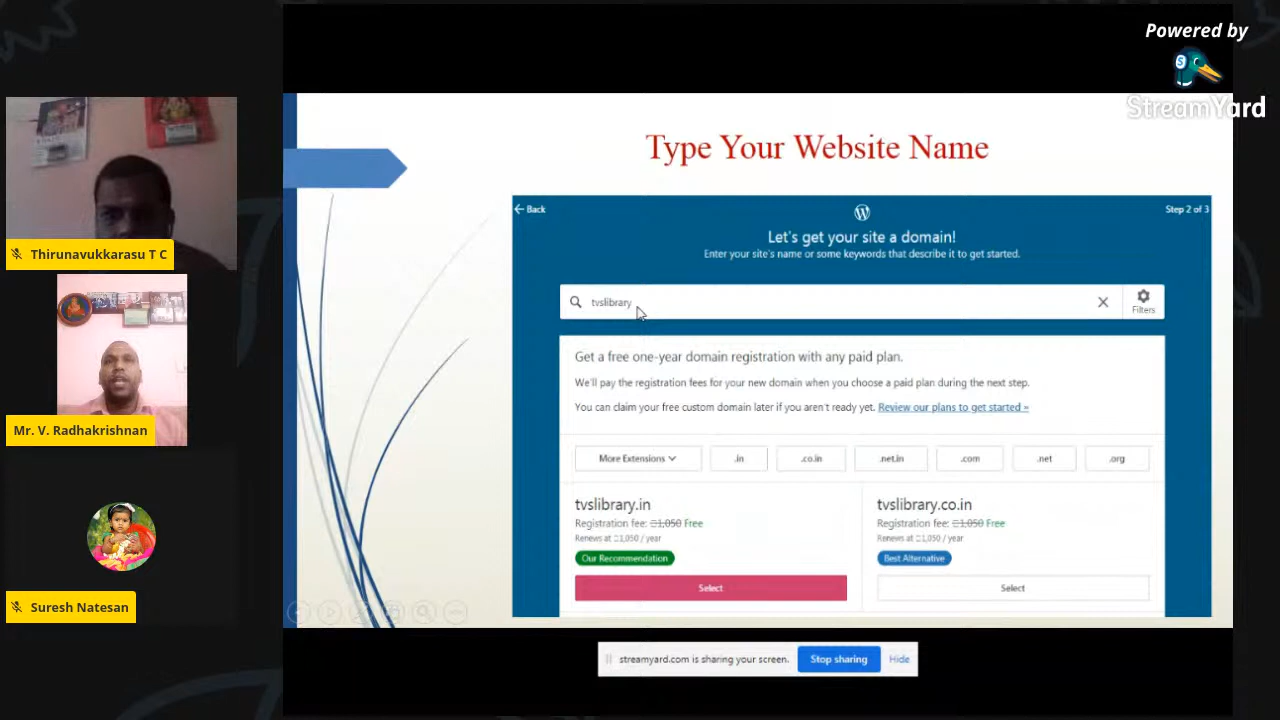 Powered by
StreamYard
Thirunavukkarasu T C
Mr. V. Radhakrishnan
Suresh Natesan
Type Your Website Name
Back
Step 2 of 3
Let's get your site a domain!
Enter your site's name or some keywords that describe it to get started.
tvslibrary
Filters
Get a free one-year domain registration with any paid plan.
We'll pay the registration fees for your new domain when you choose a paid plan during the next step.
You can claim your free custom domain later if you aren't ready yet. Review our plans to get started »
More Extensions .in .co.in .net.in .com .net .org
tvslibrary.in
Registration fee: ₹1,050 Free
Renews at ₹1,050 / year
Our Recommendation
Select
tvslibrary.co.in
Registration fee: ₹1,050 Free
Renews at ₹1,050 / year
Best Alternative
Select
streamyard.com is sharing your screen.
Stop sharing
Hide